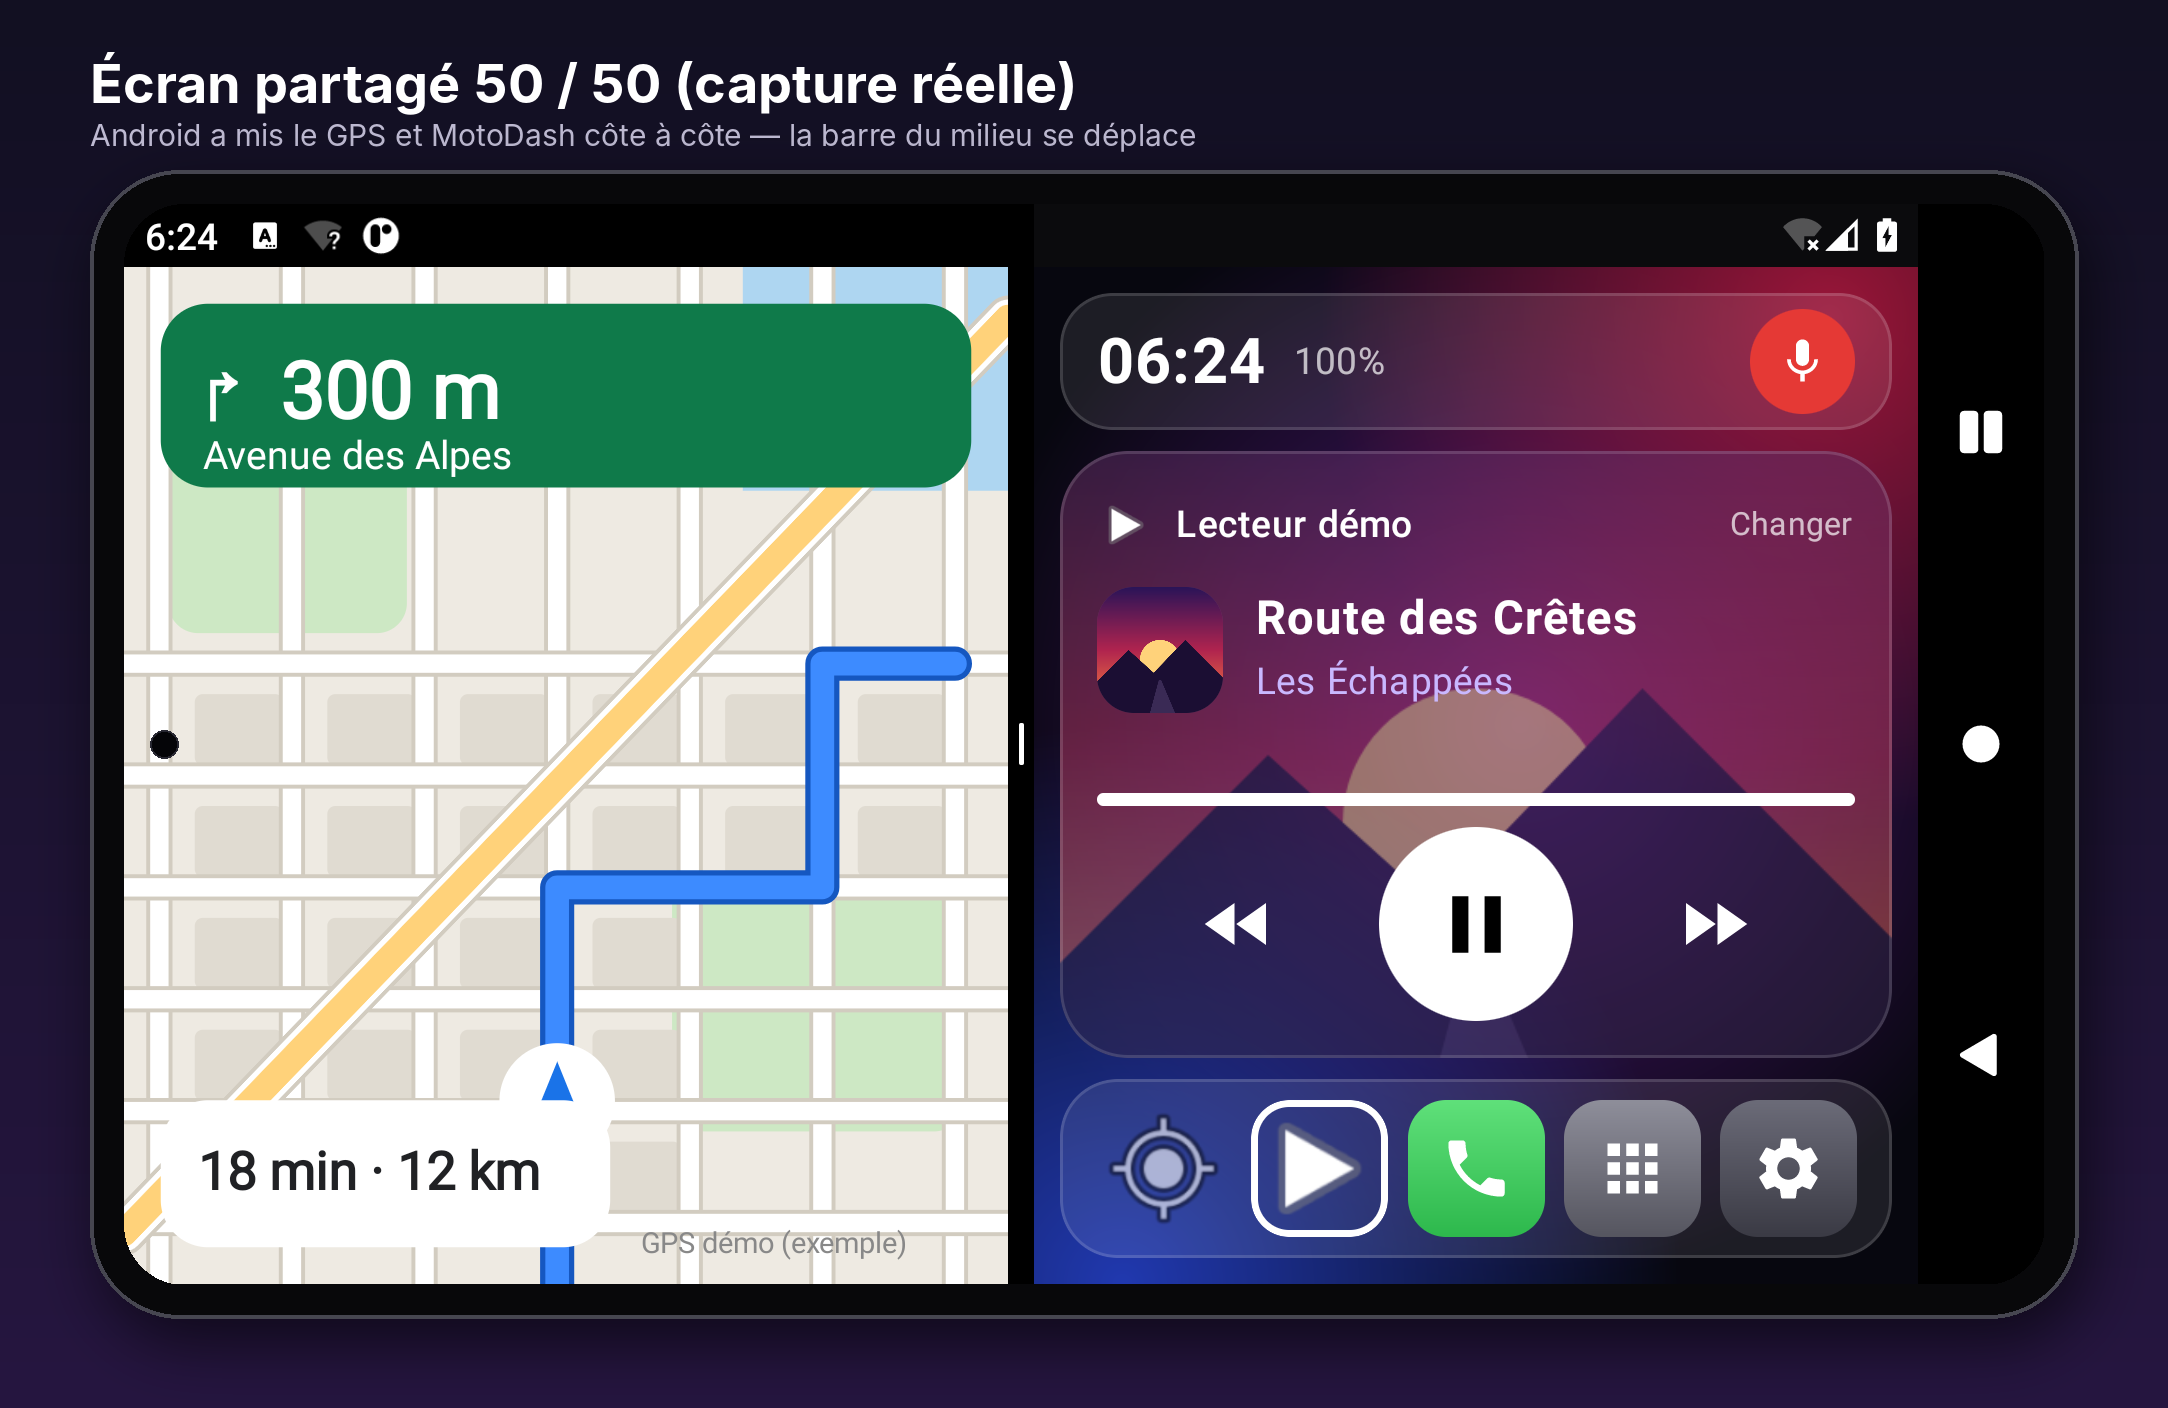 Écran partagé 50 / 50 (capture réelle)
Android a mis le GPS et MotoDash côte à côte — la barre du milieu se déplace
6:24
A
300 m
Avenue des Alpes
18 min · 12 km
GPS démo (exemple)
06:24 100%
Lecteur démo Changer
Route des Crêtes
Les Échappées